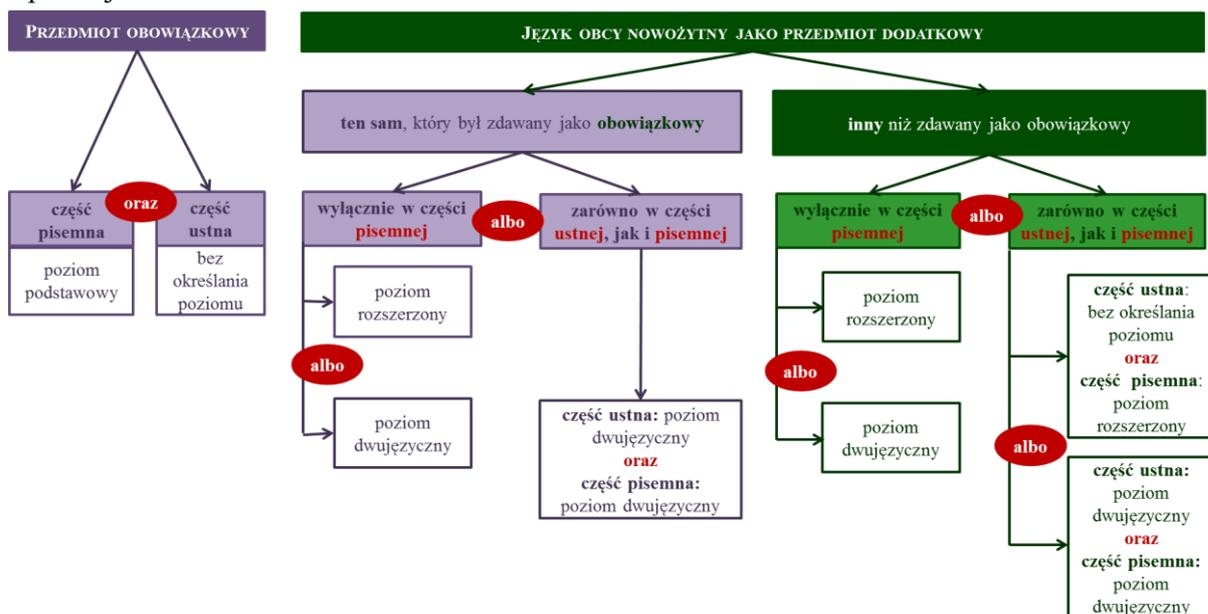 PRZEDMIOT OBOWIĄZKOWY
JĘZYK OBCY NOWOŻYTNY JAKO PRZEDMIOT DODATKOWY
ten sam, który był zdawany jako obowiązkowy
inny niż zdawany jako obowiązkowy
część
pisemna
oraz
część
ustna
poziom
podstawowy
bez
określania
poziomu
wyłącznie w części
pisemnej
albo
zarówno w części
ustnej, jak i pisemnej
poziom
rozszerzony
albo
poziom
dwujęzyczny
część ustna: poziom
dwujęzyczny
oraz
część pisemna:
poziom dwujęzyczny
wyłącznie w części
pisemnej
albo
zarówno w części
ustnej, jak i pisemnej
poziom
rozszerzony
albo
poziom
dwujęzyczny
część ustna:
bez określania
poziomu
oraz
część pisemna:
poziom
rozszerzony
albo
część ustna:
poziom
dwujęzyczny
oraz
część pisemna:
poziom
dwujęzyczny